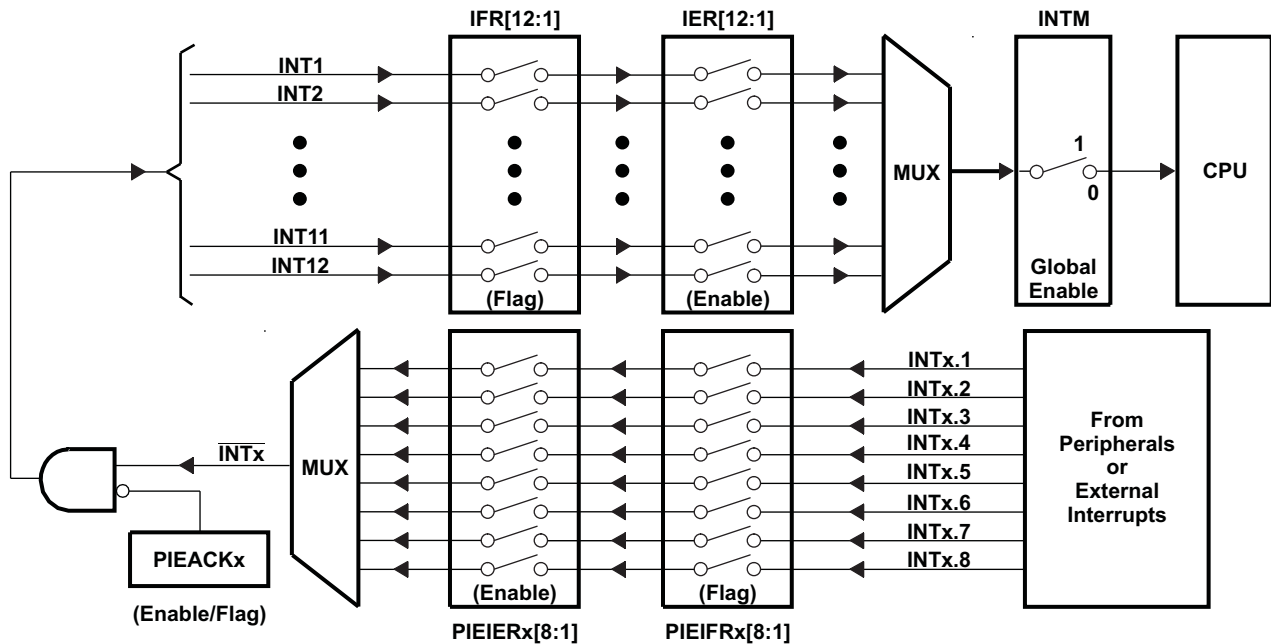 IFR[12:1]
IER[12:1]
INTM
INT1
INT2
1
MUX
CPU
0
INT11
INT12
Global
Enable
(Flag)
(Enable)
INTx.1
INTx.2
INTx.3
INTx.4
INTx.5
INTx.6
INTx.7
INTx.8
From
Peripherals
or
External
Interrupts
INTx
MUX
PIEACKx
(Enable/Flag)
(Enable)
(Flag)
PIEIERx[8:1]
PIEIFRx[8:1]